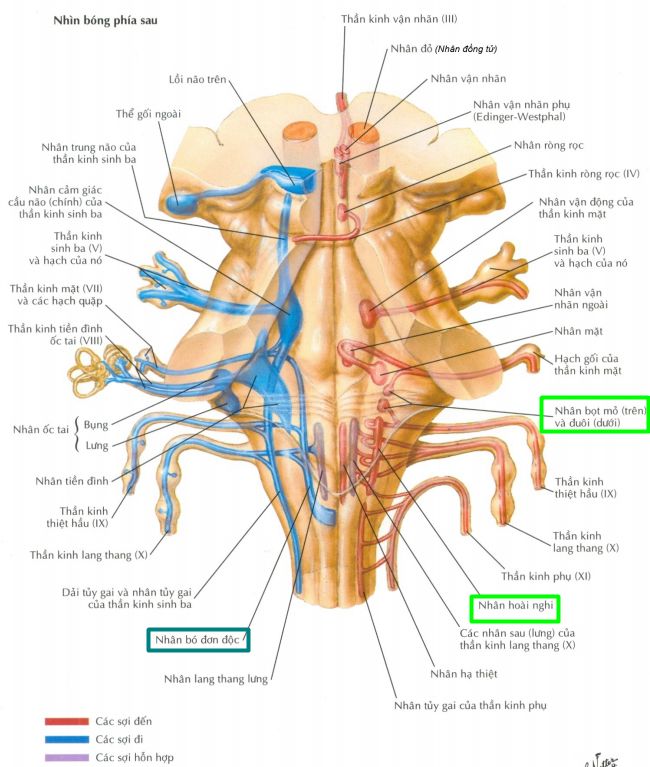 Nhìn bóng phía sau
Thần kinh vận nhãn (III)
Nhân đỏ (Nhân đồng tử)
Lồi não trên
Nhân vận nhãn
Thể gối ngoài
Nhân vận nhãn phụ
(Edinger-Westphal)
Nhân trung não của
thần kinh sinh ba
Nhân ròng rọc
Thần kinh ròng rọc (IV)
Nhân cảm giác
cầu não (chính) của
thần kinh sinh ba
Nhân vận động của
thần kinh mặt
Thần kinh
sinh ba (V)
và hạch của nó
Thần kinh
sinh ba (V)
và hạch của nó
Thần kinh mặt (VII)
và các hạch quặp
Nhân vận
nhãn ngoài
Thần kinh tiền đình
ốc tai (VIII)
Nhân mặt
Hạch gối của
thần kinh mặt
Nhân ốc tai
Bụng
Lưng
Nhân bọt mỏ (trên)
và đuôi (dưới)
Nhân tiền đình
Thần kinh
thiệt hầu (IX)
Thần kinh
thiệt hầu (IX)
Thần kinh lang thang (X)
Thần kinh
lang thang (X)
Thần kinh phụ (XI)
Dải tủy gai và nhân tủy gai
của thần kinh sinh ba
Nhân hoài nghi
Nhân bó đơn độc
Các nhân sau (lưng) của
thần kinh lang thang (X)
Nhân lang thang lưng
Nhân hạ thiệt
Nhân tủy gai của thần kinh phụ
Các sợi đến
Các sợi đi
Các sợi hỗn hợp